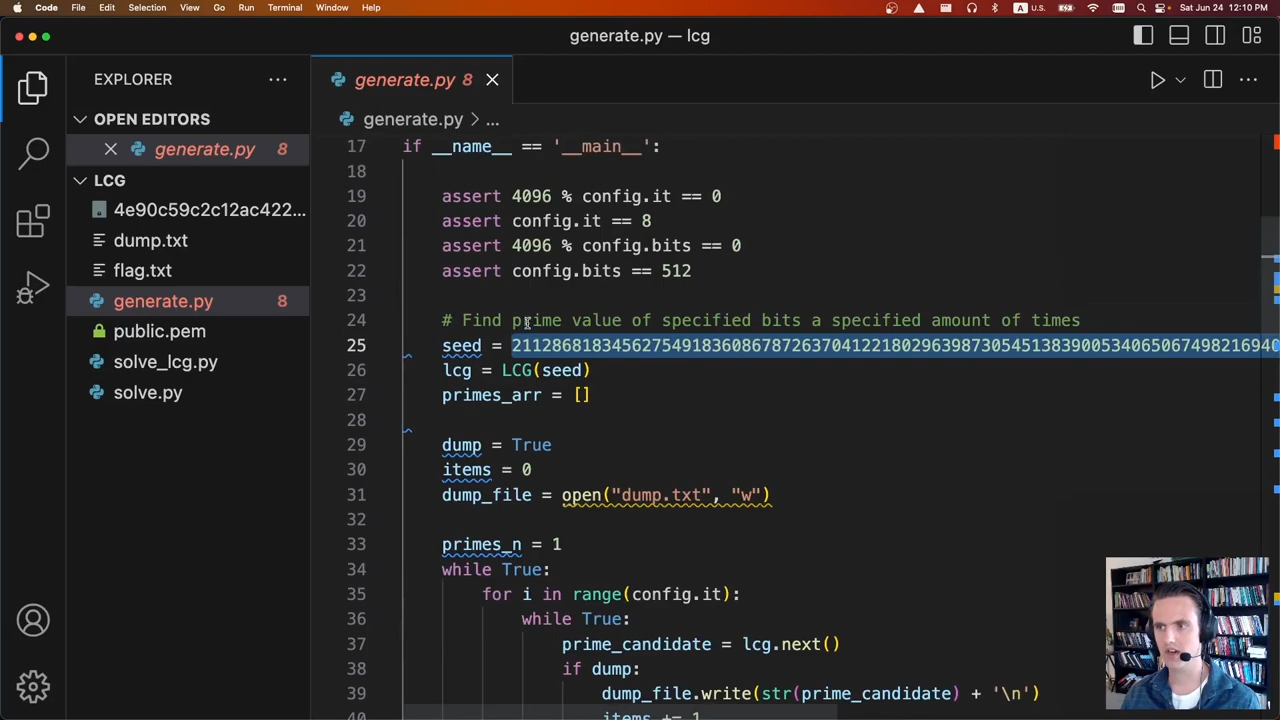 Code File Edit Selection View Go Run Terminal Window Help
A U.S. Sat Jun 24 12:10 PM
generate.py — lcg
EXPLORER
OPEN EDITORS
generate.py 8
LCG
4e90c59c2c12ac422...
dump.txt
flag.txt
generate.py 8
public.pem
solve_lcg.py
solve.py
generate.py 8
generate.py > ...
17 if __name__ == '__main__':
18
19 assert 4096 % config.it == 0
20 assert config.it == 8
21 assert 4096 % config.bits == 0
22 assert config.bits == 512
23
24 # Find prime value of specified bits a specified amount of times
25 seed = 21128681834562754918360867872637041221802963987305451383900534065067498216940
26 lcg = LCG(seed)
27 primes_arr = []
28
29 dump = True
30 items = 0
31 dump_file = open("dump.txt", "w")
32
33 primes_n = 1
34 while True:
35 for i in range(config.it):
36 while True:
37 prime_candidate = lcg.next()
38 if dump:
39 dump_file.write(str(prime_candidate) + '\n')
40 items += 1